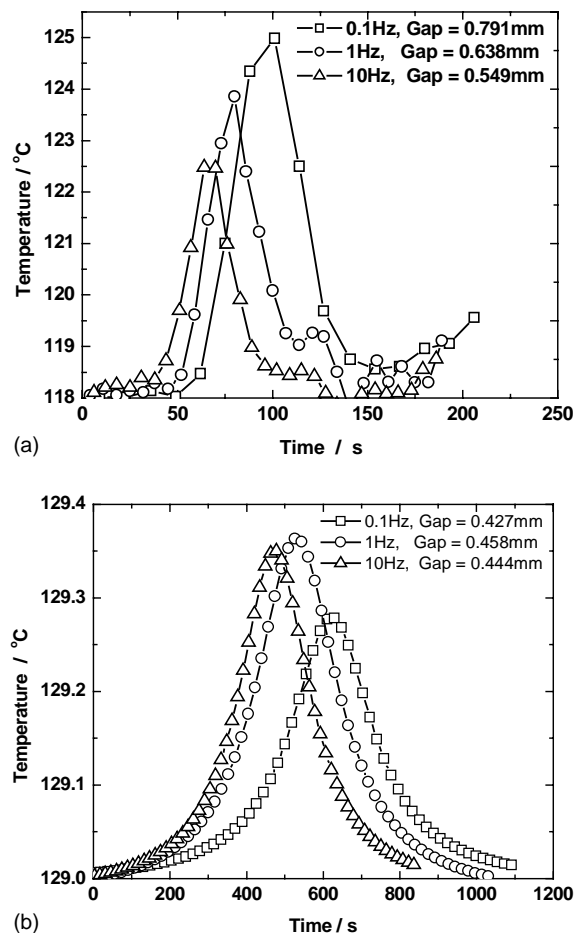 125
124
123
122
121
120
119
118
Temperature / °C
0.1Hz, Gap = 0.791mm
1Hz, Gap = 0.638mm
10Hz, Gap = 0.549mm
0 50 100 150 200 250
Time / s
(a)
129.4
129.3
129.2
129.1
129.0
Temperature / °C
0.1Hz, Gap = 0.427mm
1Hz, Gap = 0.458mm
10Hz, Gap = 0.444mm
0 200 400 600 800 1000 1200
Time / s
(b)